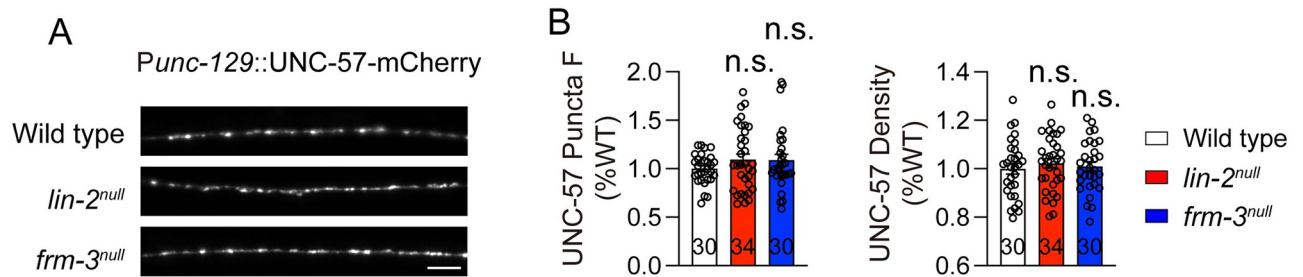 A
Punc-129::UNC-57-mCherry
Wild type
lin-2null
frm-3null
B
UNC-57 Puncta F
(%WT)
2.0
1.5
1.0
0.5
0.0
n.s.
n.s.
30
34
30
UNC-57 Density
(%WT)
1.4
1.2
1.0
0.8
0.6
n.s.
n.s.
30
34
30
Wild type
lin-2null
frm-3null